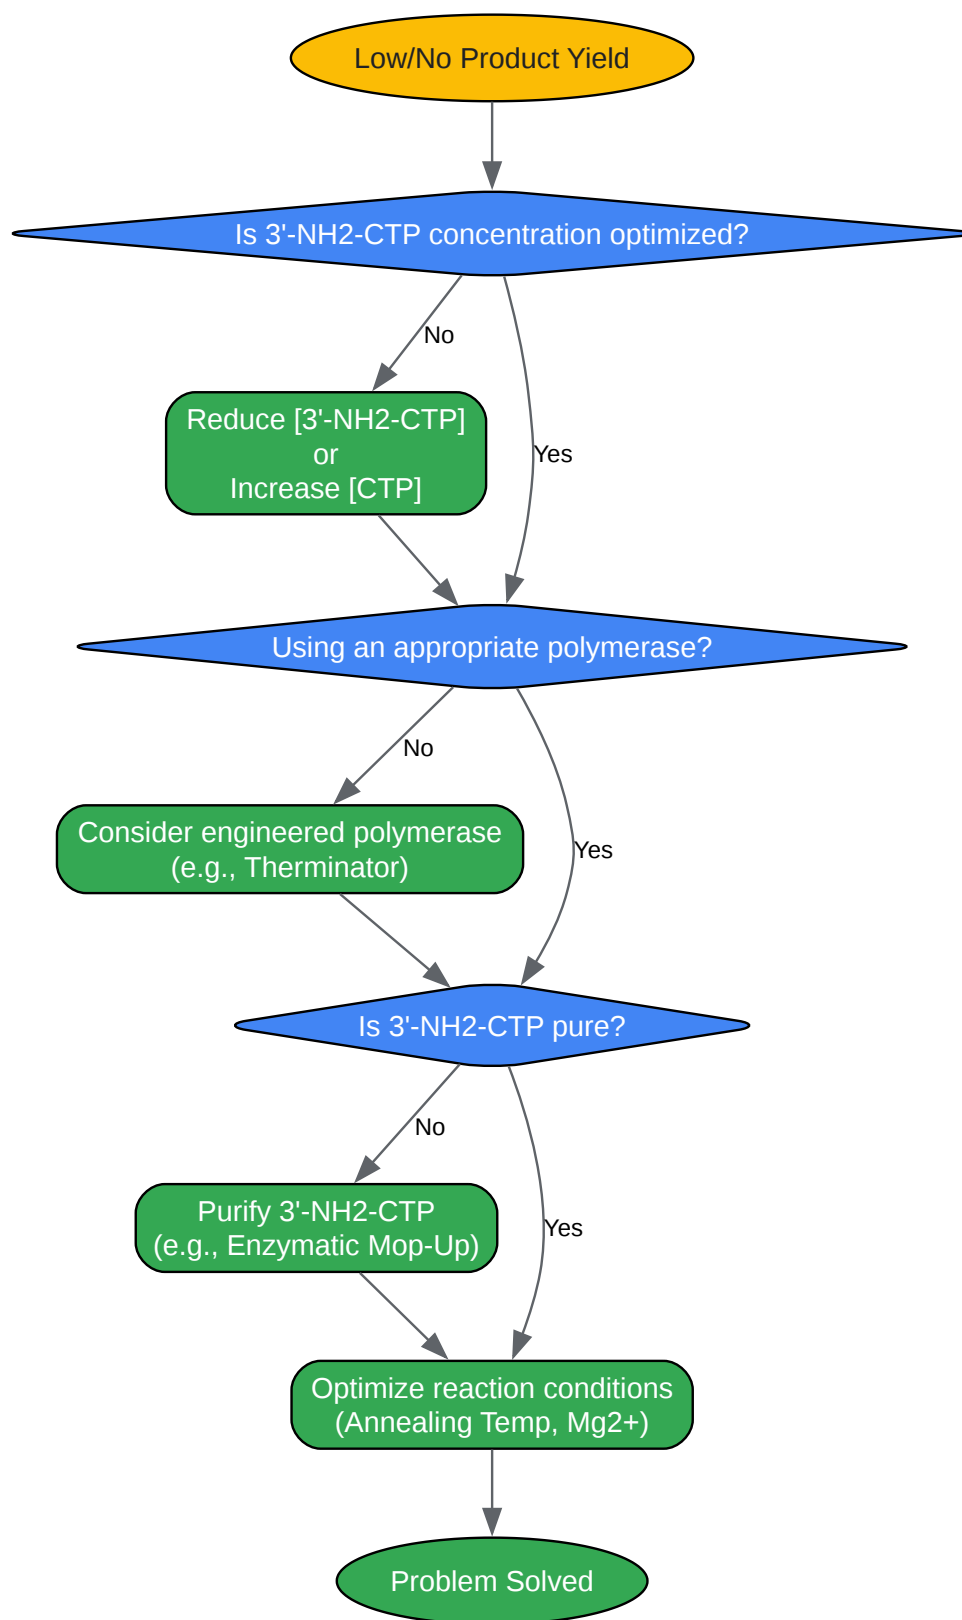 Low/No Product Yield
Is 3'-NH2-CTP concentration optimized?
No
Reduce [3'-NH2-CTP]
or
Increase [CTP]
Yes
Using an appropriate polymerase?
No
Consider engineered polymerase
(e.g., Therminator)
Yes
Is 3'-NH2-CTP pure?
No
Purify 3'-NH2-CTP
(e.g., Enzymatic Mop-Up)
Yes
Optimize reaction conditions
(Annealing Temp, Mg2+)
Problem Solved